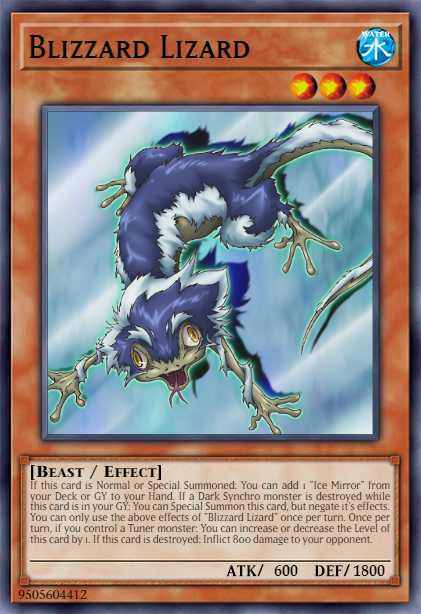 Blizzard Lizard
WATER
水
[Beast / Effect]
If this card is Normal or Special Summoned: You can add 1 "Ice Mirror" from
your Deck or GY to your Hand. If a Dark Synchro monster is destroyed while
this card is in your GY: You can Special Summon this card, but negate it's effects.
You can only use the above effects of "Blizzard Lizard" once per turn. Once per
turn, if you control a Tuner monster: You can increase or decrease the Level of
this card by 1. If this card is destroyed: Inflict 800 damage to your opponent.
ATK/ 600 DEF/1800
9505604412